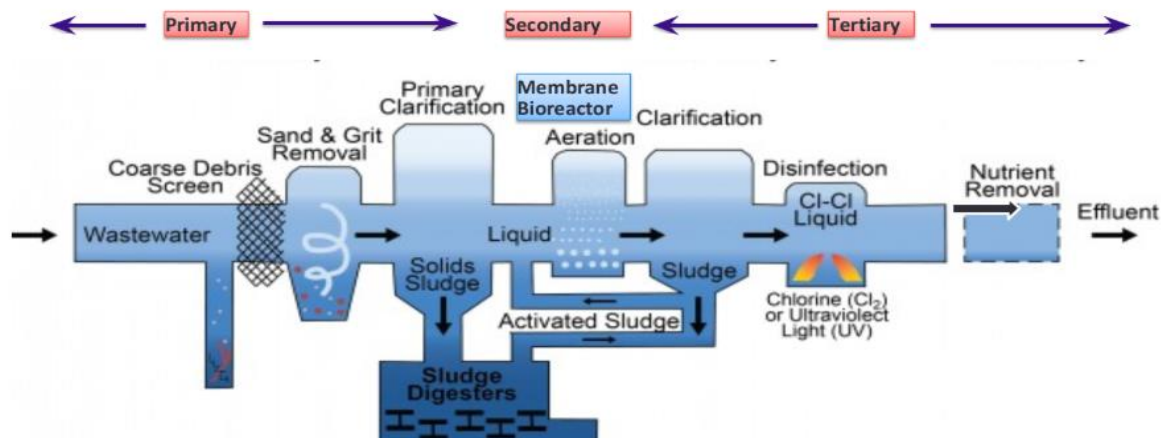 Primary
Secondary
Tertiary
Membrane
Bioreactor
Primary
Clarification
Clarification
Sand & Grit
Removal
Aeration
Coarse Debris
Screen
Disinfection
Nutrient
Removal
Cl-Cl
Liquid
Effluent
Wastewater
Liquid
Solids
Sludge
Sludge
Chlorine (Cl₂)
or Ultraviolect
Light (UV)
Activated Sludge
Sludge
Digesters